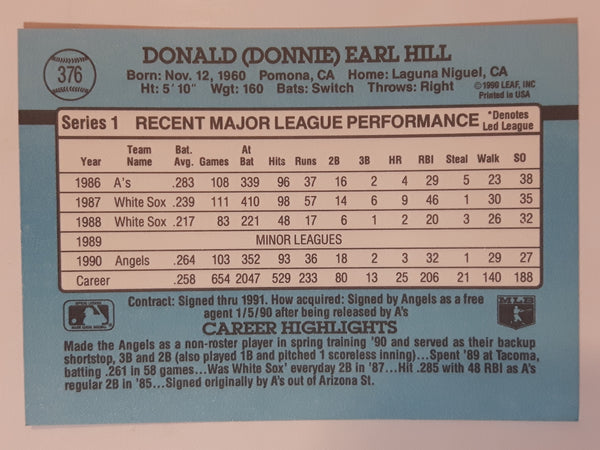 376
DONALD (DONNIE) EARL HILL
Born: Nov. 12, 1960 Pomona, CA Home: Laguna Niguel, CA
Ht: 5' 10" Wgt: 160 Bats: Switch Throws: Right
©1990 LEAF, INC
Printed in USA
Series 1 RECENT MAJOR LEAGUE PERFORMANCE *Denotes Led League
Year Team Name Bat. Avg. Games At Bat Hits Runs 2B 3B HR RBI Steal Walk SO
1986 A's .283 108 339 96 37 16 2 4 29 5 23 38
1987 White Sox .239 111 410 98 57 14 6 9 46 1 30 35
1988 White Sox .217 83 221 48 17 6 1 2 20 3 26 32
1989 MINOR LEAGUES
1990 Angels .264 103 352 93 36 18 2 3 32 1 29 27
Career .258 654 2047 529 233 80 13 25 206 21 140 188
Contract: Signed thru 1991. How acquired: Signed by Angels as a free
agent 1/5/90 after being released by A's
MLB
CAREER HIGHLIGHTS
Made the Angels as a non-roster player in spring training '90 and served as their backup
shortstop, 3B and 2B (also played 1B and pitched 1 scoreless inning)...Spent '89 at Tacoma,
batting .261 in 58 games...Was White Sox' everyday 2B in '87...Hit .285 with 48 RBI as A's
regular 2B in '85...Signed originally by A's out of Arizona St.